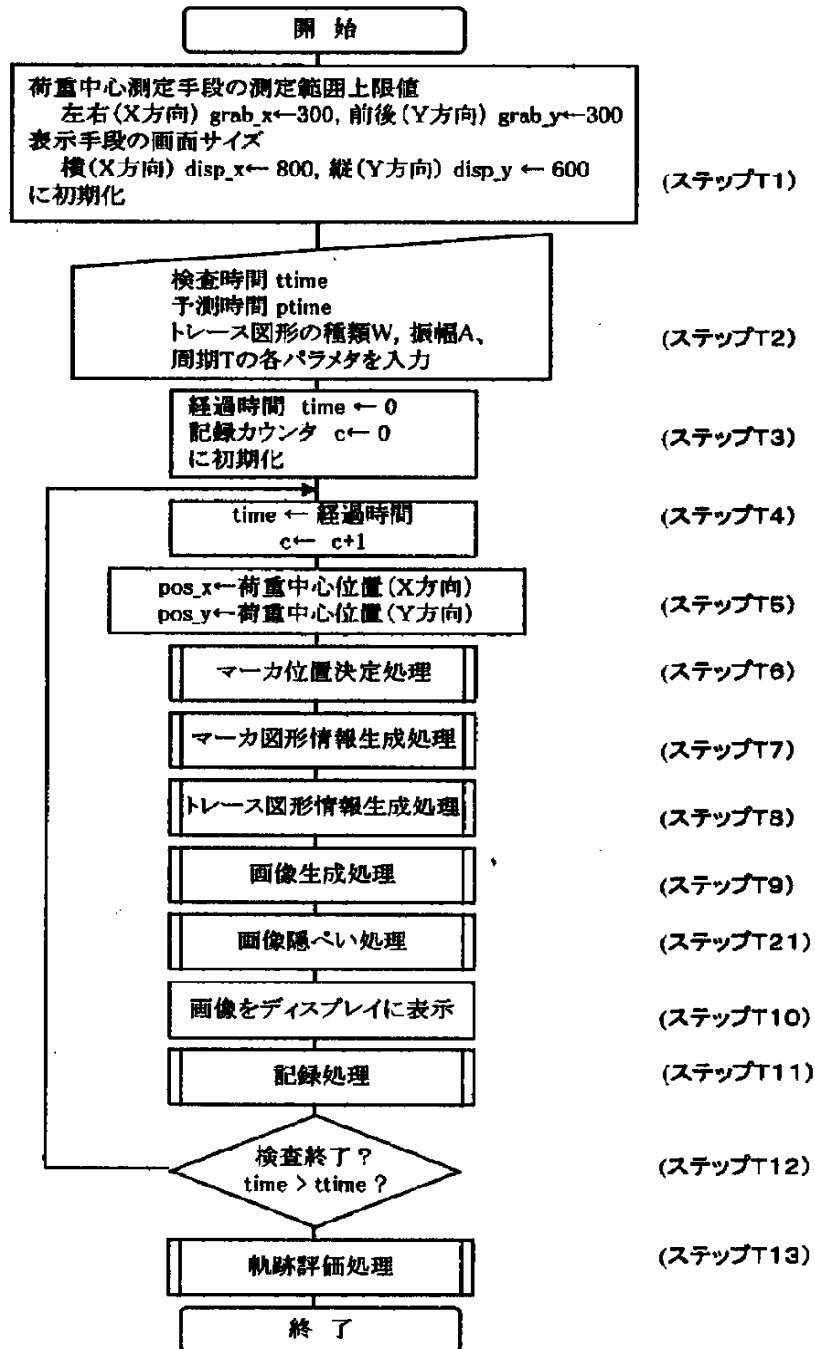 開 始
荷重中心測定手段の測定範囲上限値
左右(X方向) grab_x←300, 前後(Y方向) grab_y←300
表示手段の画面サイズ
横(X方向) disp_x← 800, 縦(Y方向) disp_y ← 600
に初期化
(ステップT1)
検査時間 ttime
予測時間 ptime
トレース図形の種類W, 振幅A、
周期Tの各パラメタを入力
(ステップT2)
経過時間 time ← 0
記録カウンタ c← 0
に初期化
(ステップT3)
time ← 経過時間
c← c+1
(ステップT4)
pos_x←荷重中心位置(X方向)
pos_y←荷重中心位置(Y方向)
(ステップT5)
マーカ位置決定処理
(ステップT6)
マーカ図形情報生成処理
(ステップT7)
トレース図形情報生成処理
(ステップT8)
画像生成処理
(ステップT9)
画像隠ぺい処理
(ステップT21)
画像をディスプレイに表示
(ステップT10)
記録処理
(ステップT11)
検査終了?
time > ttime ?
(ステップT12)
軌跡評価処理
(ステップT13)
終 了